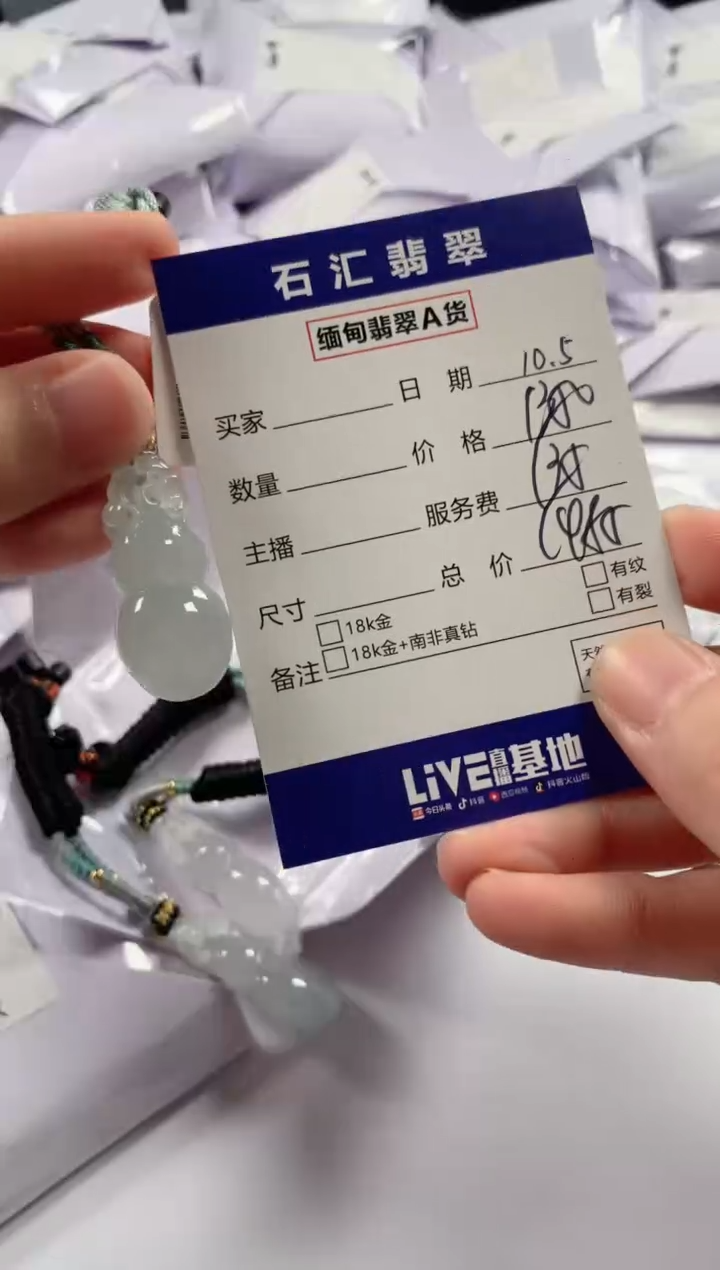 石汇翡翠
缅甸翡翠A货
买家 日期 10.5
数量 价格
主播 服务费
尺寸 总价
□18k金 □有纹
备注 □18k金+南非真钻 □有裂
LiVE直播基地
今日头条 抖音 西瓜视频 抖音火山版